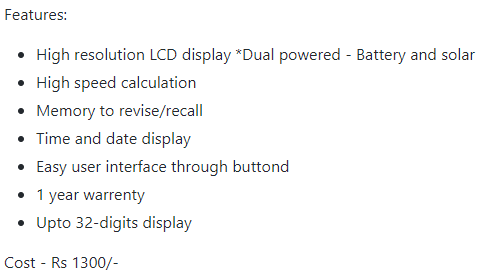 Features:
• High resolution LCD display *Dual powered - Battery and solar
• High speed calculation
• Memory to revise/recall
• Time and date display
• Easy user interface through buttond
• 1 year warrenty
• Upto 32-digits display
Cost - Rs 1300/-